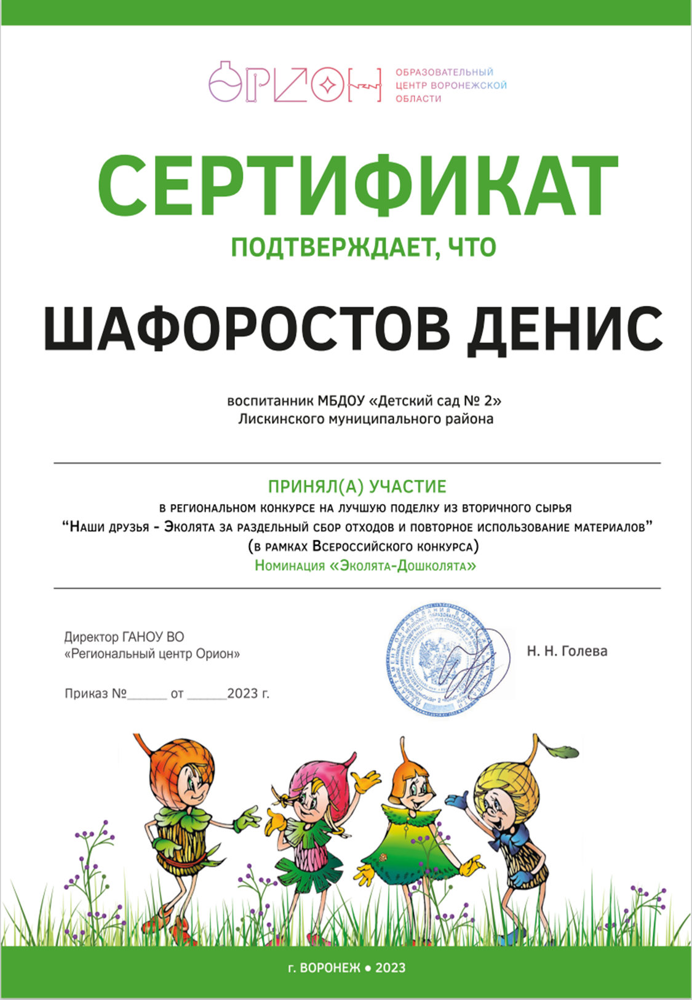 ОРИОН
ОБРАЗОВАТЕЛЬНЫЙ
ЦЕНТР ВОРОНЕЖСКОЙ
ОБЛАСТИ
СЕРТИФИКАТ
ПОДТВЕРЖДАЕТ, ЧТО
ШАФОРОСТОВ ДЕНИС
воспитанник МБДОУ «Детский сад № 2»
Лискинского муниципального района
ПРИНЯЛ(А) УЧАСТИЕ
В РЕГИОНАЛЬНОМ КОНКУРСЕ НА ЛУЧШУЮ ПОДЕЛКУ ИЗ ВТОРИЧНОГО СЫРЬЯ
“НАШИ ДРУЗЬЯ - ЭКОЛЯТА ЗА РАЗДЕЛЬНЫЙ СБОР ОТХОДОВ И ПОВТОРНОЕ ИСПОЛЬЗОВАНИЕ МАТЕРИАЛОВ”
(В РАМКАХ ВСЕРОССИЙСКОГО КОНКУРСА)
НОМИНАЦИЯ «ЭКОЛЯТА-ДОШКОЛЯТА»
Директор ГАНОУ ВО
«Региональный центр Орион»
Н. Н. Голева
Приказ №______ от ______2023 г.
г. ВОРОНЕЖ ● 2023